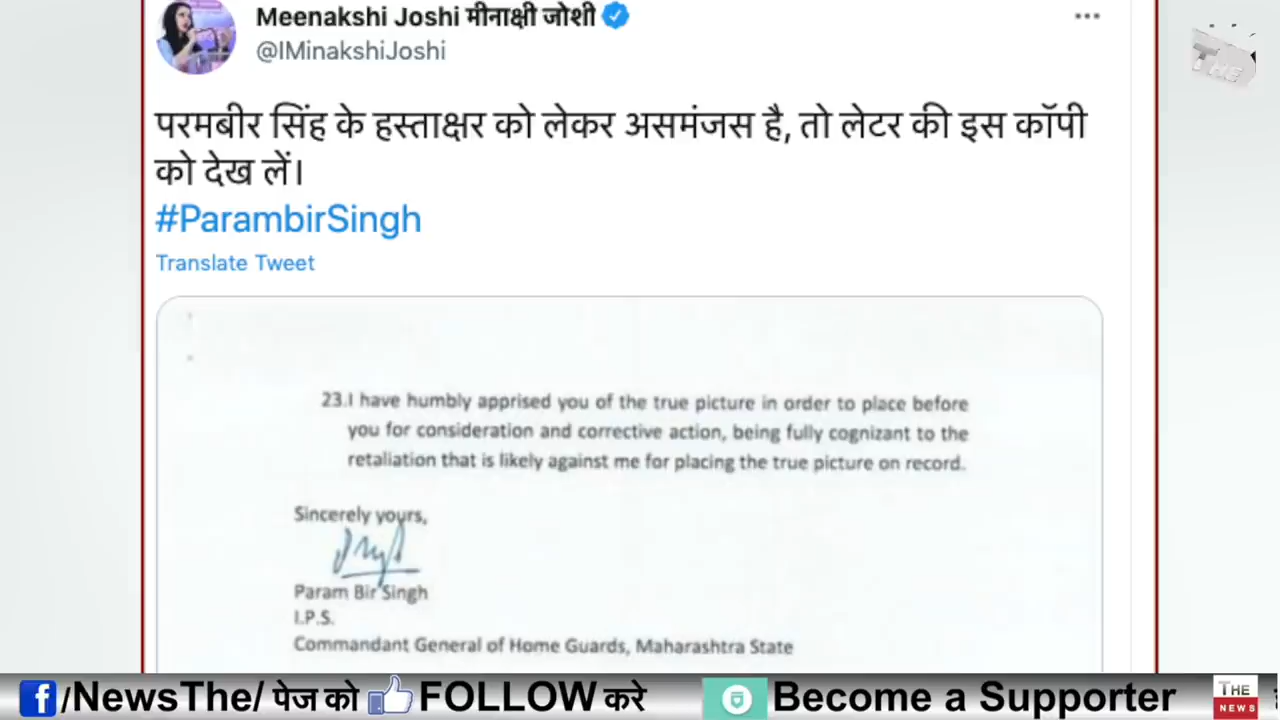 Meenakshi Joshi मीनाक्षी जोशी
@IMinakshiJoshi
THE
परमबीर सिंह के हस्ताक्षर को लेकर असमंजस है, तो लेटर की इस कॉपी
को देख लें।
#ParambirSingh
Translate Tweet
23.I have humbly apprised you of the true picture in order to place before
you for consideration and corrective action, being fully cognizant to the
retaliation that is likely against me for placing the true picture on record.
Sincerely yours,
Param Bir Singh
I.P.S.
Commandant General of Home Guards, Maharashtra State
f/NewsThe/ पेज को FOLLOW करे Become a Supporter THE NEWS